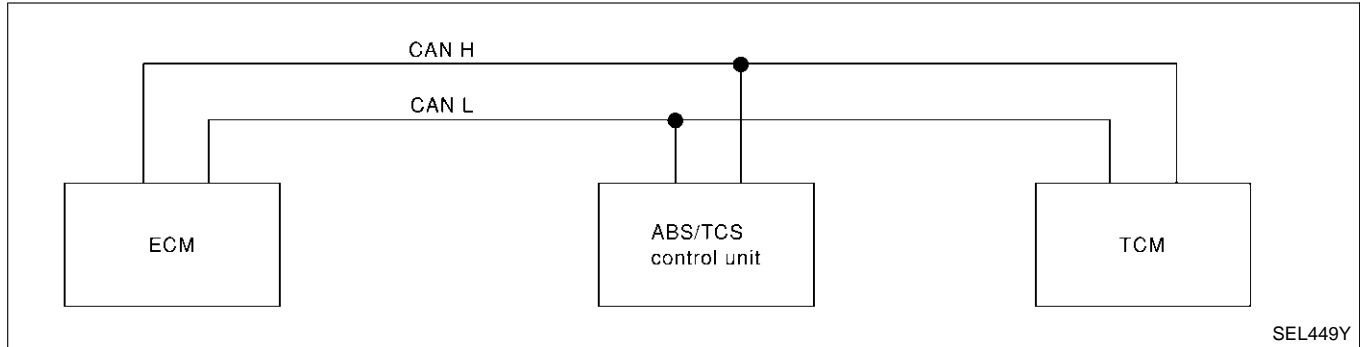 CAN H
CAN L
ECM
ABS/TCS
control unit
TCM
SEL449Y